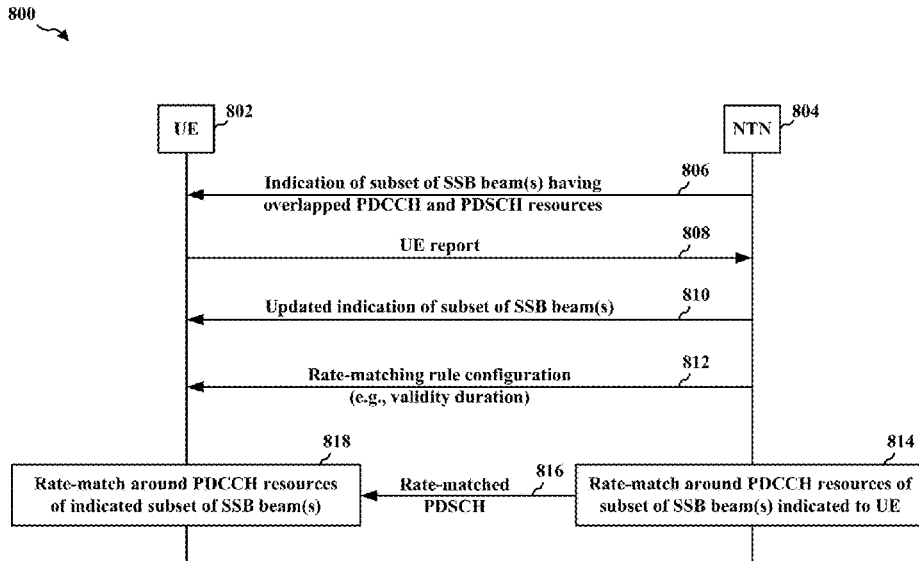 800
UE
802
NTN
804
806
Indication of subset of SSB beam(s) having
overlapped PDCCH and PDSCH resources
UE report
808
Updated indication of subset of SSB beam(s)
810
Rate-matching rule configuration
(e.g., validity duration)
812
818
Rate-match around PDCCH resources
of indicated subset of SSB beam(s)
Rate-matched
PDSCH
816
814
Rate-match around PDCCH resources of
subset of SSB beam(s) indicated to UE